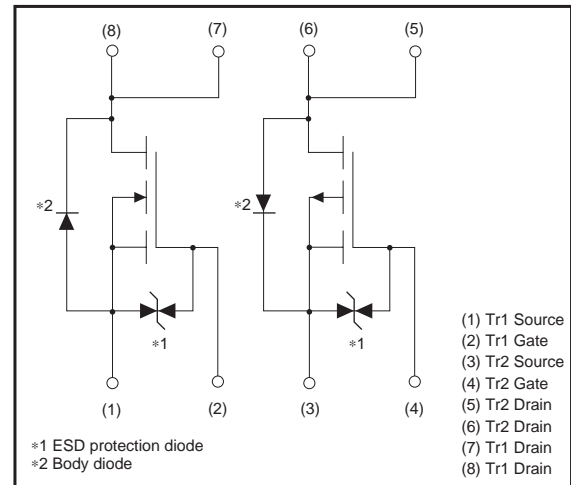 (8) (7) (6) (5)
∗2 ∗2
∗1 ∗1
(1) (2) (3) (4)
∗1 ESD protection diode
∗2 Body diode
(1) Tr1 Source
(2) Tr1 Gate
(3) Tr2 Source
(4) Tr2 Gate
(5) Tr2 Drain
(6) Tr2 Drain
(7) Tr1 Drain
(8) Tr1 Drain